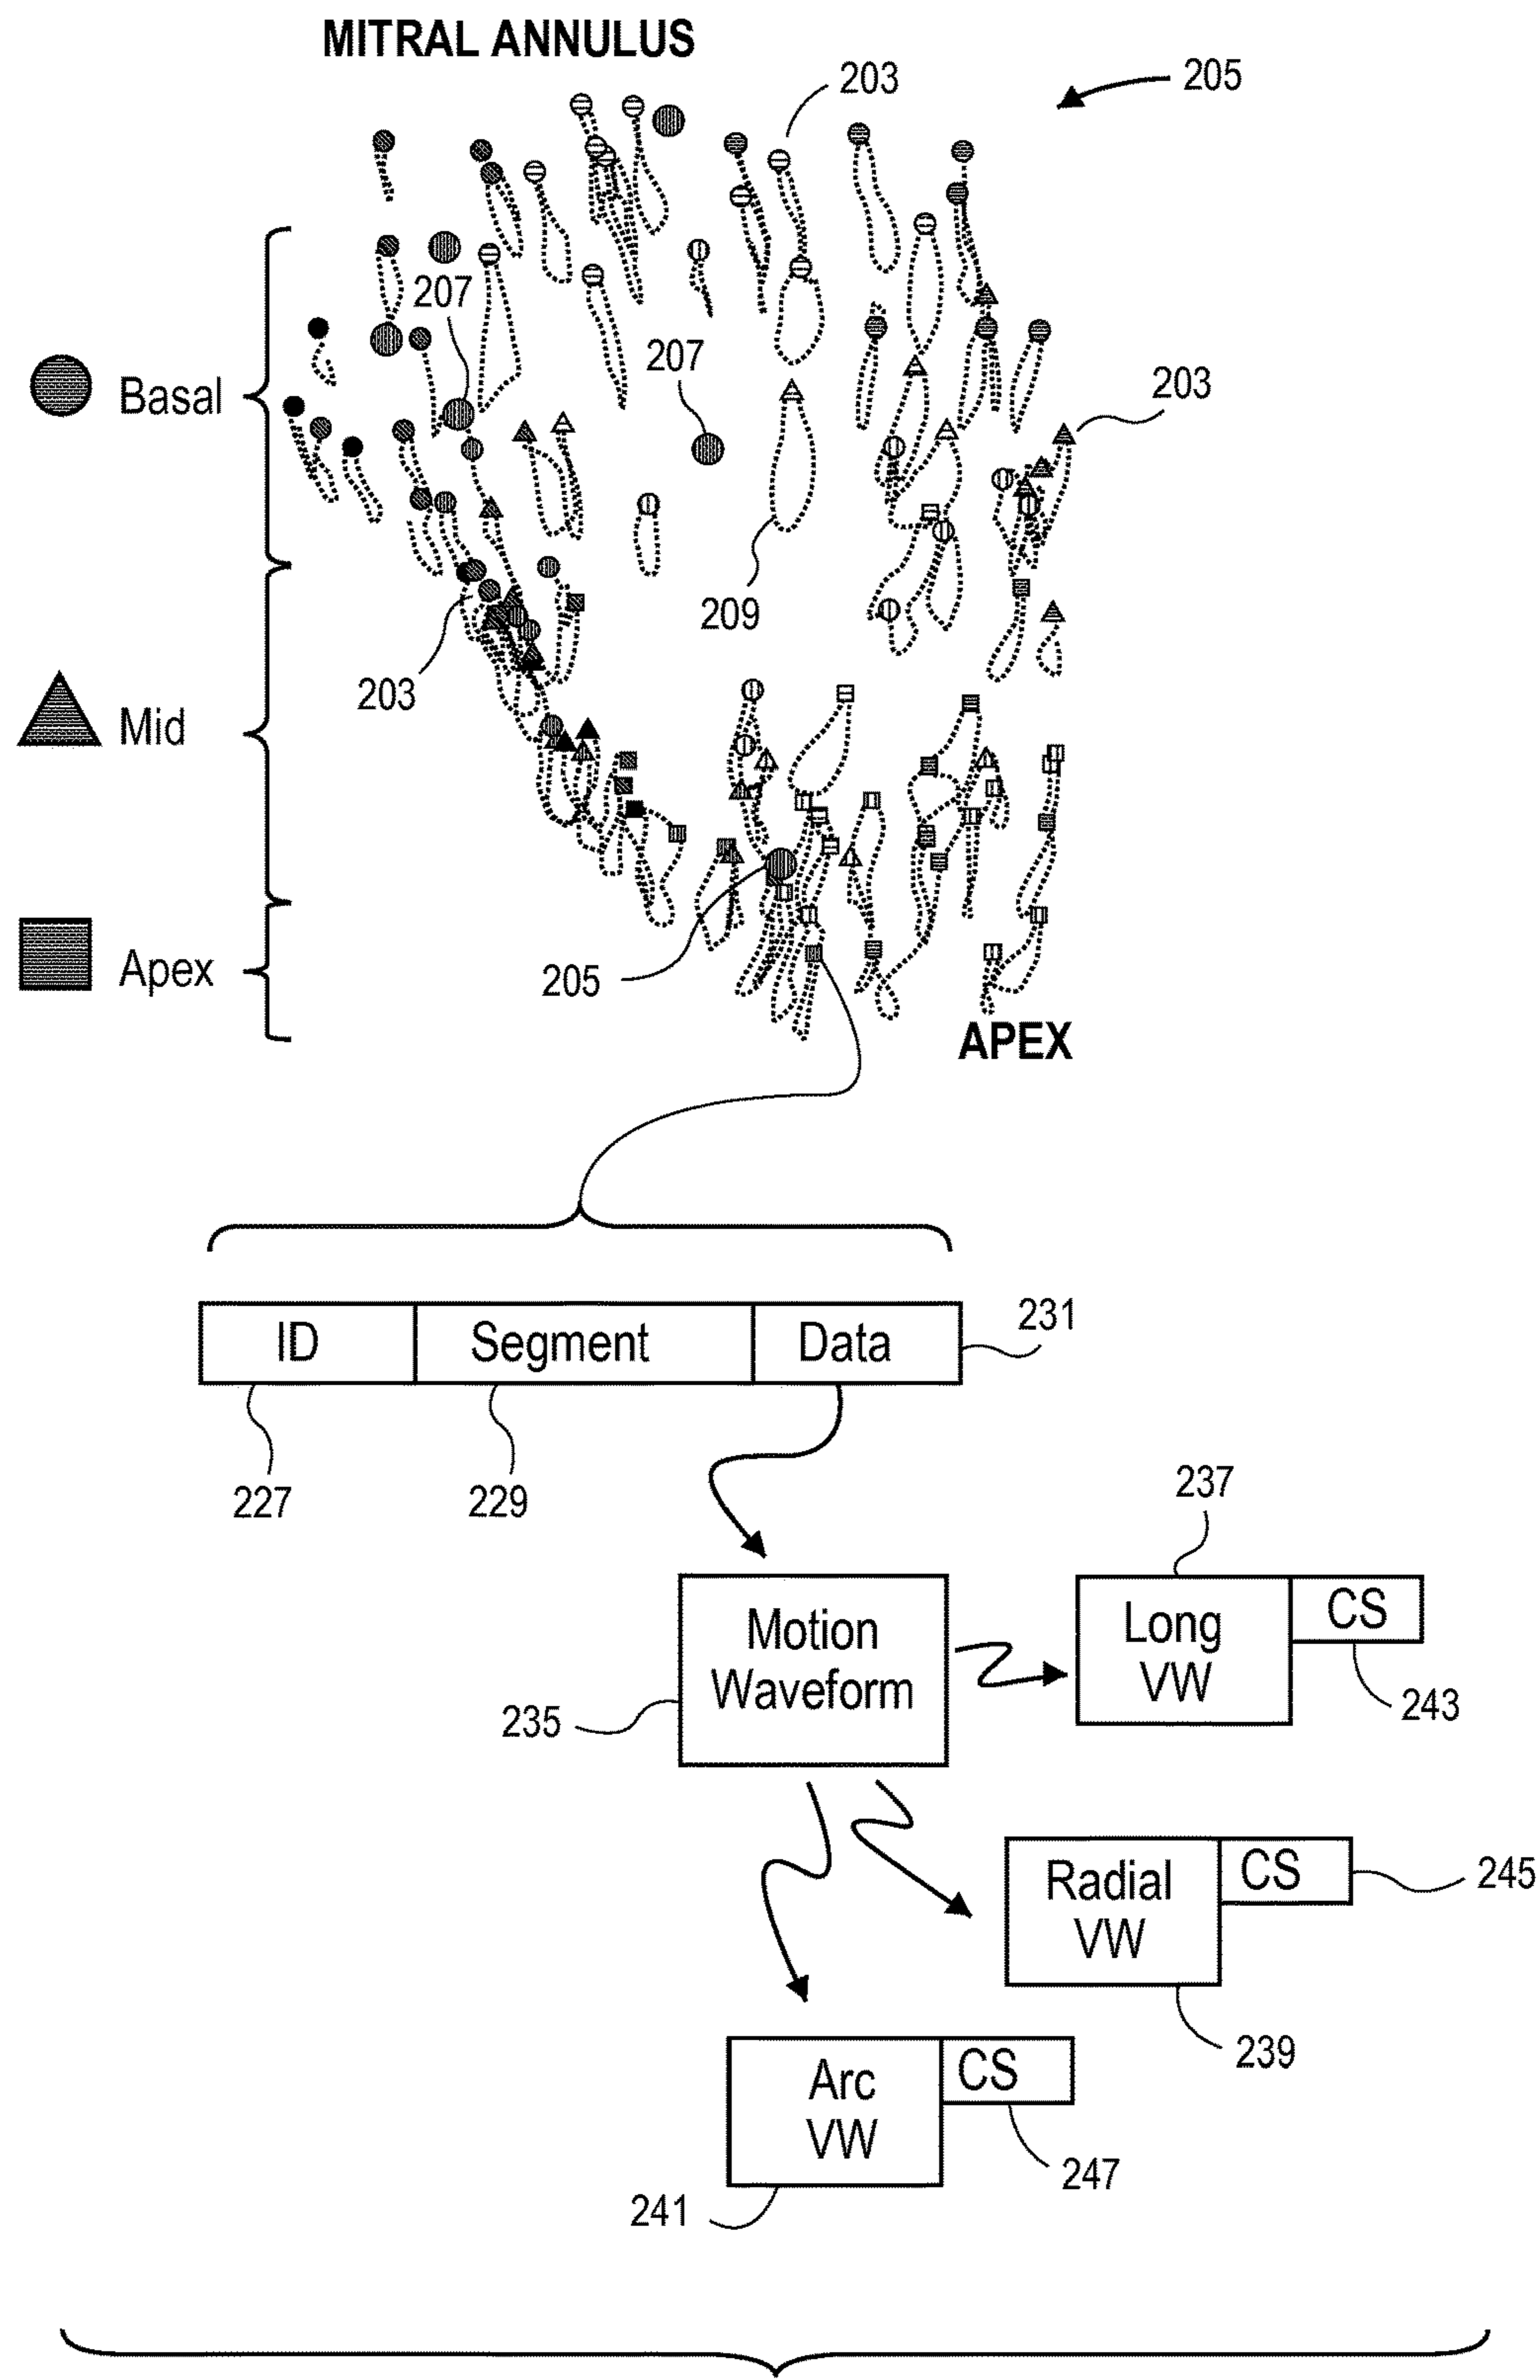 MITRAL ANNULUS
203
205
207
207
203
Basal
209
203
Mid
205
Apex
APEX
231
ID Segment Data
227
229
237
Motion
Waveform
Long
VW
CS
235
243
Radial
VW
CS
245
239
Arc
VW
CS
247
241